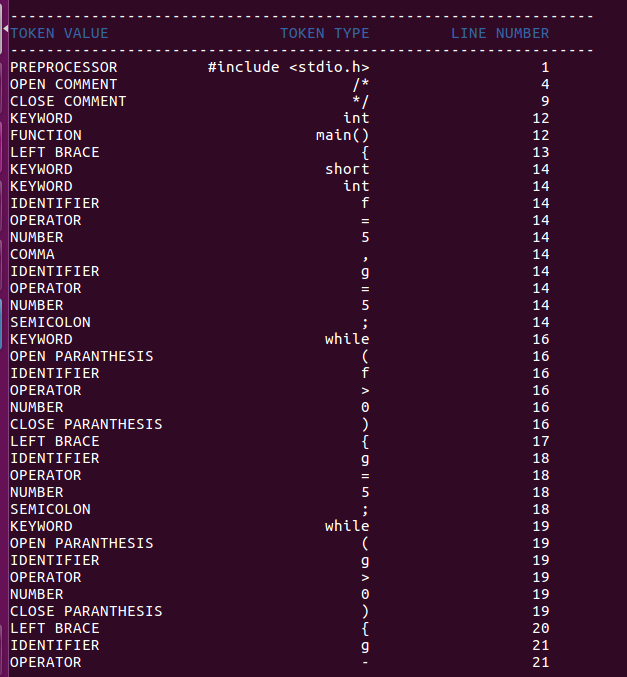 -----------------------------------------------------------------
TOKEN VALUE TOKEN TYPE LINE NUMBER
-----------------------------------------------------------------
PREPROCESSOR #include <stdio.h> 1
OPEN COMMENT /* 4
CLOSE COMMENT */ 9
KEYWORD int 12
FUNCTION main() 12
LEFT BRACE { 13
KEYWORD short 14
KEYWORD int 14
IDENTIFIER f 14
OPERATOR = 14
NUMBER 5 14
COMMA , 14
IDENTIFIER g 14
OPERATOR = 14
NUMBER 5 14
SEMICOLON ; 14
KEYWORD while 16
OPEN PARANTHESIS ( 16
IDENTIFIER f 16
OPERATOR > 16
NUMBER 0 16
CLOSE PARANTHESIS ) 16
LEFT BRACE { 17
IDENTIFIER g 18
OPERATOR = 18
NUMBER 5 18
SEMICOLON ; 18
KEYWORD while 19
OPEN PARANTHESIS ( 19
IDENTIFIER g 19
OPERATOR > 19
NUMBER 0 19
CLOSE PARANTHESIS ) 19
LEFT BRACE { 20
IDENTIFIER g 21
OPERATOR - 21